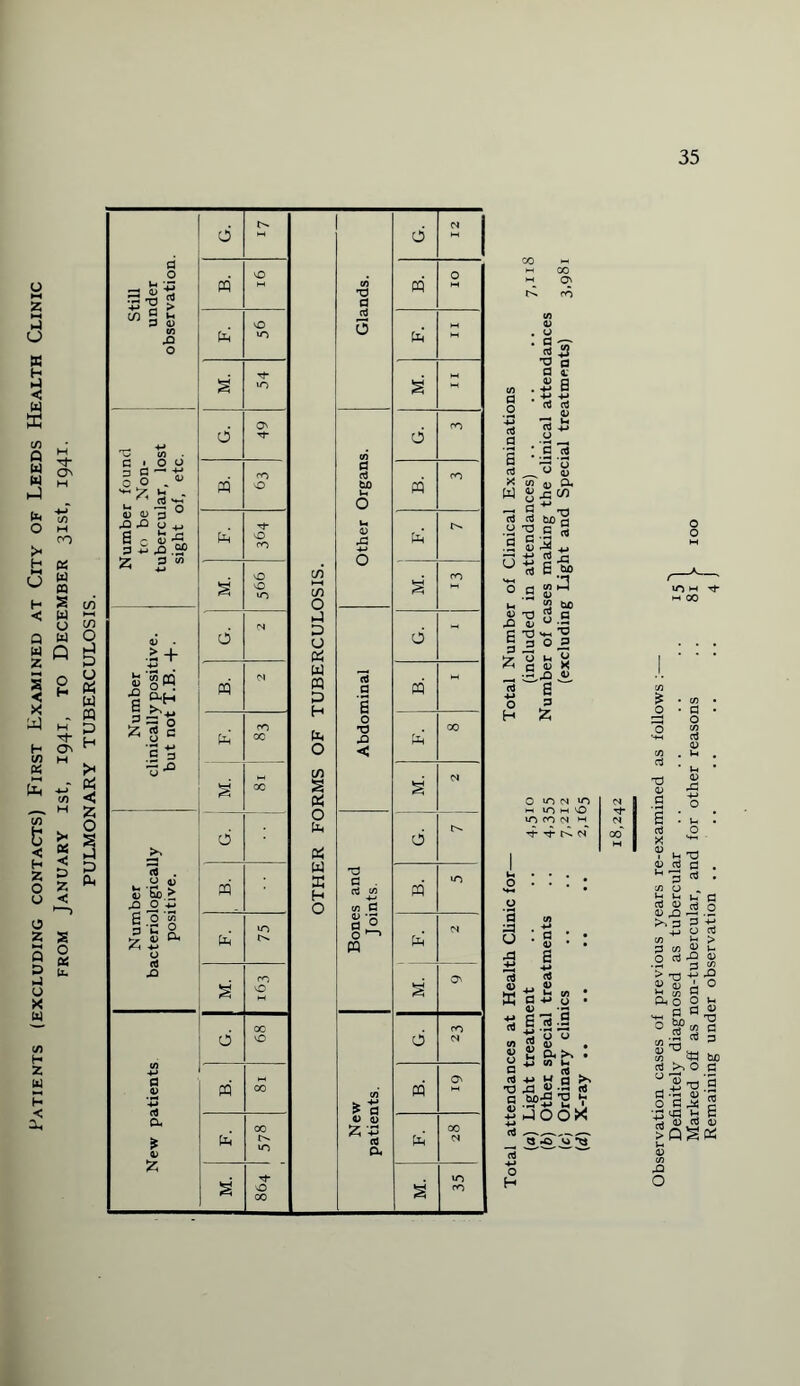 35
Patients (excluding contacts) First Examined at City of Leeds Health Clinic
from January 1st, 1941, to December 31st, 1941.
PULMONARY TUBERCULOSIS.
New patients | Number bacteriologically positive. | Number clinically positive. but not T.B. +. | Number found to be Non-tubercular, lost sight of, etc. | Still under observation.
M. F. B. G. | M. F. B. G. | M. F. B. G. | M. F. B. G. | M. F. B. G.
864 578 81 68 | 163 75 .. .. | 81 83 2 2 | 566 364 63 49 | 54 56 16 17
OTHER FORMS OF TUBERCULOSIS.
New patients. | Bones and Joints. | Abdominal | Other Organs. | Glands.
M. F. B. G. | M. F. B. G. | M. F. B. G. | M. F. B. G. | M. F. B. G.
35 28 19 23 | 9 2 5 7 | 2 8 1 1 | 13 7 3 3 | 11 11 10 12
Total attendances at Health Clinic for—
(a) Light treatment .. .. 4,510
(b) Other special treatments .. 4,355
(c) Ordinary clinics .. .. 7,212
(d) X-ray .. .. .. .. 2,165
18,242
Total Number of Clinical Examinations
(included in attendances) .. .. .. 7,118
Number of cases making the clinical attendances
(excluding Light and Special treatments) 3,981
Observation cases of previous years re-examined as follows:—
Definitely diagnosed as tubercular .. .. 15
Marked off as non-tubercular, and for other reasons 81 } 100
Remaining under observation .. .. .. 4